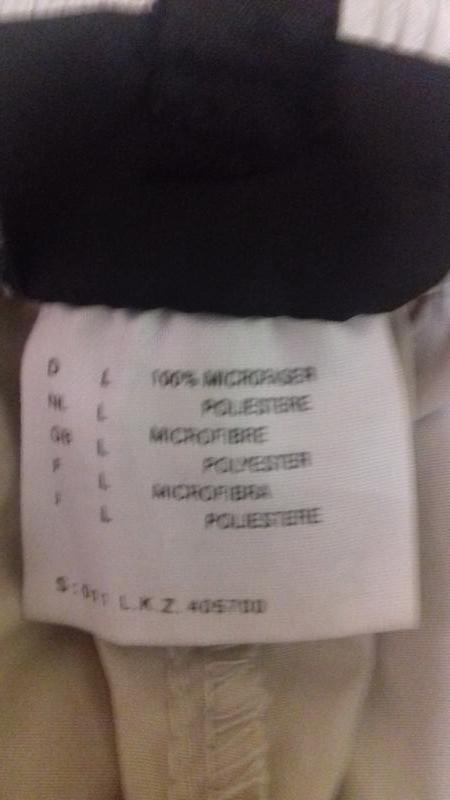 D L 100% MICROFASER
NL L POLIESTERE
GB L MICROFIBRE
F L POLYESTER
I L MICROFIBRA
L POLIESTERE
L.K.Z. 405700